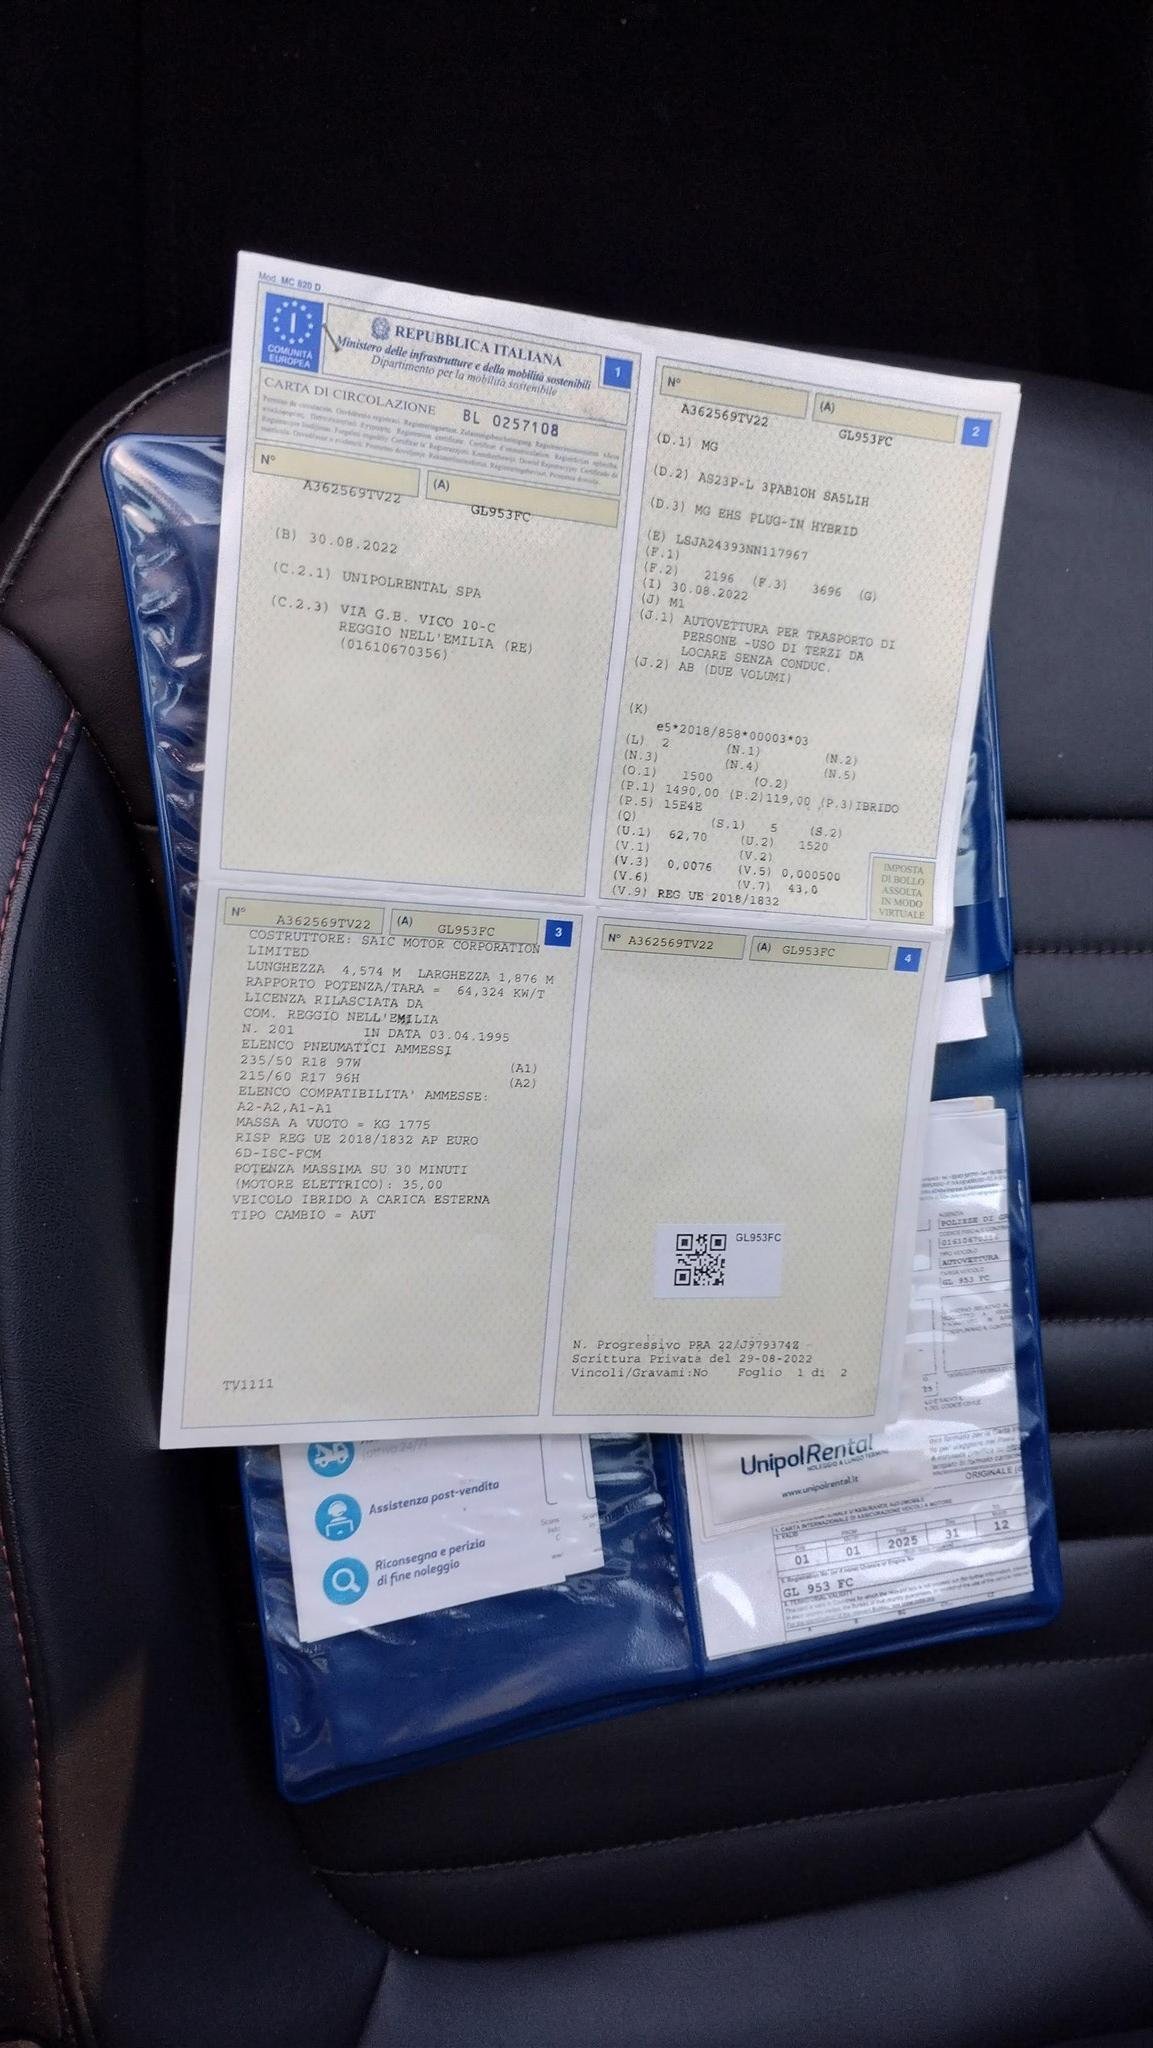 Mod. MC 820 D
I
COMUNITÀ
EUROPEA
REPUBBLICA ITALIANA
Ministero delle infrastrutture e della mobilità sostenibili
Dipartimento per la mobilità sostenibile
1
CARTA DI CIRCOLAZIONE BL 0257108
N° A362569TV22 (A) GL953FC
(B) 30.08.2022
(C.2.1) UNIPOLRENTAL SPA
(C.2.3) VIA G.B. VICO 10-C
REGGIO NELL'EMILIA (RE)
(01610670356)
N° A362569TV22 (A) GL953FC 2
(D.1) MG
(D.2) AS23P-L 3PAB1OH SA5LIH
(D.3) MG EHS PLUG-IN HYBRID
(E) LSJA24393NN117967
(F.1)
(F.2) 2196 (F.3) 3696 (G)
(I) 30.08.2022
(J) M1
(J.1) AUTOVETTURA PER TRASPORTO DI
PERSONE -USO DI TERZI DA
LOCARE SENZA CONDUC.
(J.2) AB (DUE VOLUMI)
(K)
e5*2018/858*00003*03
(L) 2 (N.1) (N.2)
(N.3) (N.4) (N.5)
(O.1) 1500 (O.2)
(P.1) 1490,00 (P.2)119,00 (P.3)IBRIDO
(P.5) 15E4E
(Q) (S.1) 5 (S.2)
(U.1) 62,70 (U.2) 1520
(V.1) (V.2)
(V.3) 0,0076 (V.5) 0,000500
(V.6) (V.7) 43,0
(V.9) REG UE 2018/1832
IMPOSTA
DI BOLLO
ASSOLTA
IN MODO
VIRTUALE
N° A362569TV22 (A) GL953FC 3
COSTRUTTORE: SAIC MOTOR CORPORATION
LIMITED
LUNGHEZZA 4,574 M LARGHEZZA 1,876 M
RAPPORTO POTENZA/TARA = 64,324 KW/T
LICENZA RILASCIATA DA
COM. REGGIO NELL'EMILIA
N. 201 IN DATA 03.04.1995
ELENCO PNEUMATICI AMMESSI
235/50 R18 97W (A1)
215/60 R17 96H (A2)
ELENCO COMPATIBILITA' AMMESSE:
A2-A2,A1-A1
MASSA A VUOTO = KG 1775
RISP REG UE 2018/1832 AP EURO
6D-ISC-FCM
POTENZA MASSIMA SU 30 MINUTI
(MOTORE ELETTRICO): 35,00
VEICOLO IBRIDO A CARICA ESTERNA
TIPO CAMBIO = AUT
TV1111
N° A362569TV22 (A) GL953FC 4
GL953FC
N. Progressivo PRA 22/J979374Z
Scrittura Privata del 29-08-2022
Vincoli/Gravami:No Foglio 1 di 2
AGENZIA
POLIZZE DI
TIPO VEICOLO
AUTOVETTURA
GL 953 FC
Assistenza post-vendita
Riconsegna e perizia
di fine noleggio
UnipolRental
NOLEGGIO A LUNGO TERMINE
www.unipolrental.it
ORIGINALE
01 01 2025 31 12
GL 953 FC